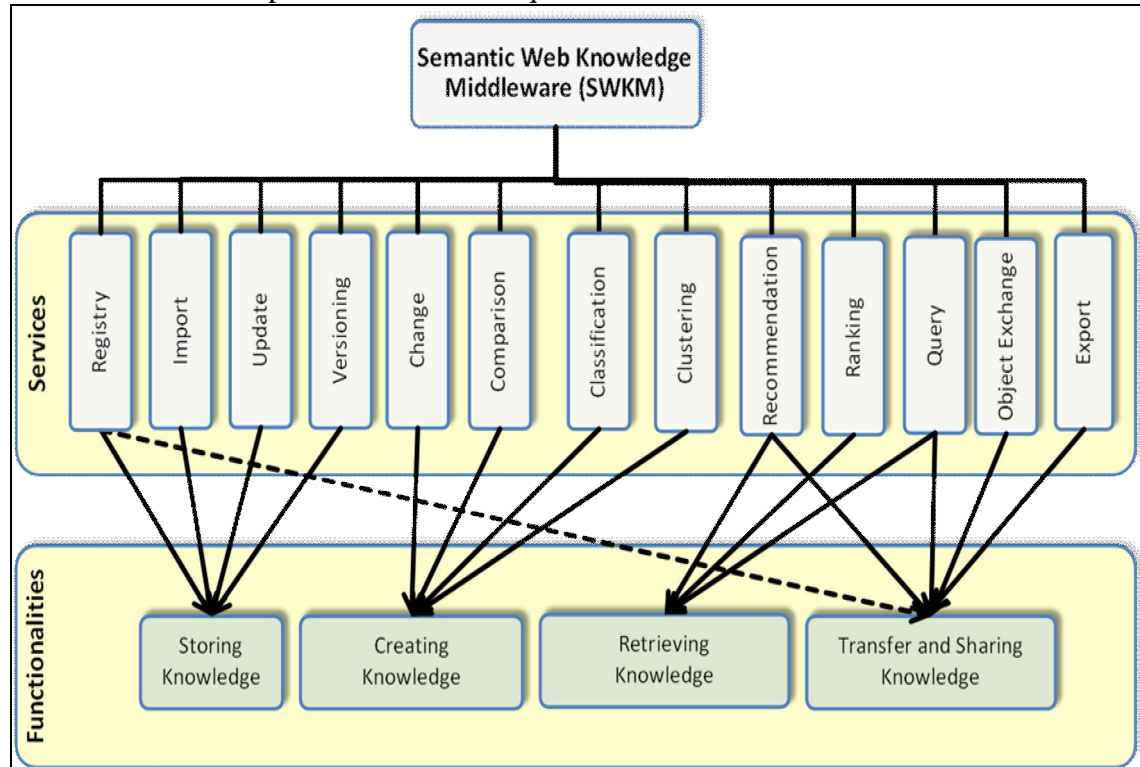 Semantic Web Knowledge
Middleware (SWKM)
Services
Registry
Import
Update
Versioning
Change
Comparison
Classification
Clustering
Recommendation
Ranking
Query
Object Exchange
Export
Functionalities
Storing
Knowledge
Creating
Knowledge
Retrieving
Knowledge
Transfer and Sharing
Knowledge